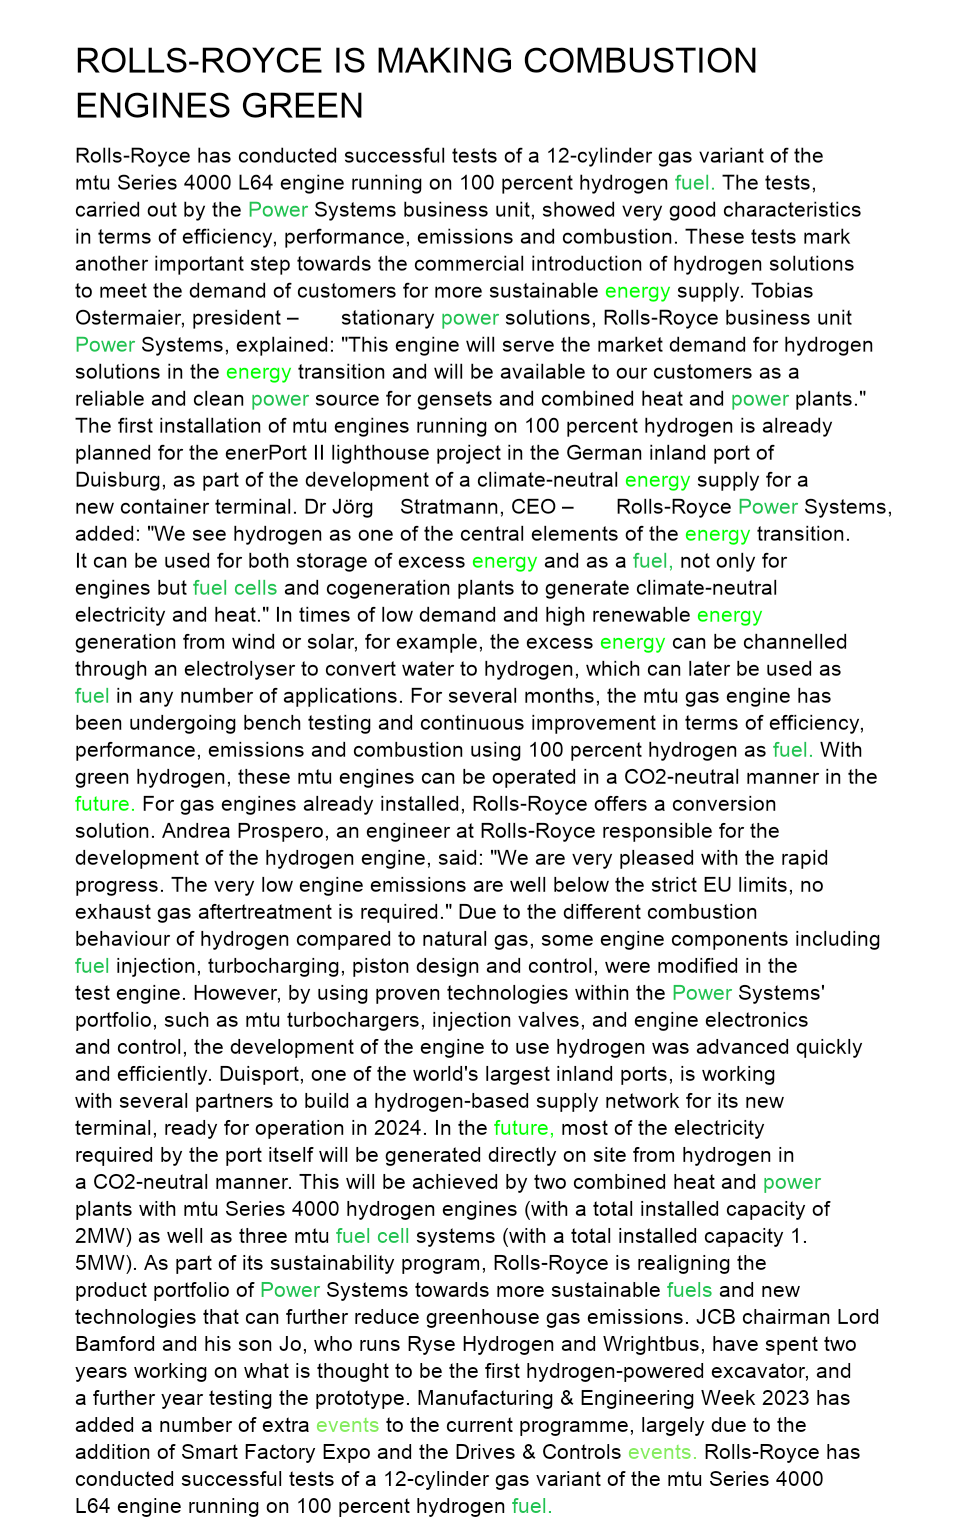 ROLLS-ROYCE IS MAKING COMBUSTION
ENGINES GREEN
Rolls-Royce has conducted successful tests of a 12-cylinder gas variant of the
mtu Series 4000 L64 engine running on 100 percent hydrogen fuel. The tests,
carried out by the Power Systems business unit, showed very good characteristics
in terms of efficiency, performance, emissions and combustion. These tests mark
another important step towards the commercial introduction of hydrogen solutions
to meet the demand of customers for more sustainable energy supply. Tobias
Ostermaier, president – stationary power solutions, Rolls-Royce business unit
Power Systems, explained: "This engine will serve the market demand for hydrogen
solutions in the energy transition and will be available to our customers as a
reliable and clean power source for gensets and combined heat and power plants."
The first installation of mtu engines running on 100 percent hydrogen is already
planned for the enerPort II lighthouse project in the German inland port of
Duisburg, as part of the development of a climate-neutral energy supply for a
new container terminal. Dr Jörg Stratmann, CEO – Rolls-Royce Power Systems,
added: "We see hydrogen as one of the central elements of the energy transition.
It can be used for both storage of excess energy and as a fuel, not only for
engines but fuel cells and cogeneration plants to generate climate-neutral
electricity and heat." In times of low demand and high renewable energy
generation from wind or solar, for example, the excess energy can be channelled
through an electrolyser to convert water to hydrogen, which can later be used as
fuel in any number of applications. For several months, the mtu gas engine has
been undergoing bench testing and continuous improvement in terms of efficiency,
performance, emissions and combustion using 100 percent hydrogen as fuel. With
green hydrogen, these mtu engines can be operated in a CO2-neutral manner in the
future. For gas engines already installed, Rolls-Royce offers a conversion
solution. Andrea Prospero, an engineer at Rolls-Royce responsible for the
development of the hydrogen engine, said: "We are very pleased with the rapid
progress. The very low engine emissions are well below the strict EU limits, no
exhaust gas aftertreatment is required." Due to the different combustion
behaviour of hydrogen compared to natural gas, some engine components including
fuel injection, turbocharging, piston design and control, were modified in the
test engine. However, by using proven technologies within the Power Systems'
portfolio, such as mtu turbochargers, injection valves, and engine electronics
and control, the development of the engine to use hydrogen was advanced quickly
and efficiently. Duisport, one of the world's largest inland ports, is working
with several partners to build a hydrogen-based supply network for its new
terminal, ready for operation in 2024. In the future, most of the electricity
required by the port itself will be generated directly on site from hydrogen in
a CO2-neutral manner. This will be achieved by two combined heat and power
plants with mtu Series 4000 hydrogen engines (with a total installed capacity of
2MW) as well as three mtu fuel cell systems (with a total installed capacity 1.
5MW). As part of its sustainability program, Rolls-Royce is realigning the
product portfolio of Power Systems towards more sustainable fuels and new
technologies that can further reduce greenhouse gas emissions. JCB chairman Lord
Bamford and his son Jo, who runs Ryse Hydrogen and Wrightbus, have spent two
years working on what is thought to be the first hydrogen-powered excavator, and
a further year testing the prototype. Manufacturing & Engineering Week 2023 has
added a number of extra events to the current programme, largely due to the
addition of Smart Factory Expo and the Drives & Controls events. Rolls-Royce has
conducted successful tests of a 12-cylinder gas variant of the mtu Series 4000
L64 engine running on 100 percent hydrogen fuel.